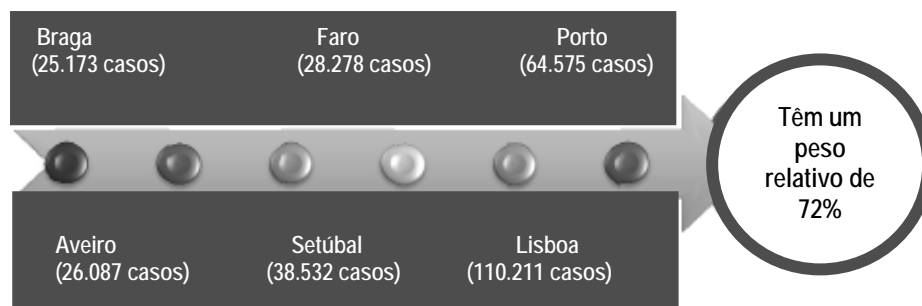 Braga
(25.173 casos)
Faro
(28.278 casos)
Porto
(64.575 casos)
Têm um
peso
relativo de
72%
Aveiro
(26.087 casos)
Setúbal
(38.532 casos)
Lisboa
(110.211 casos)